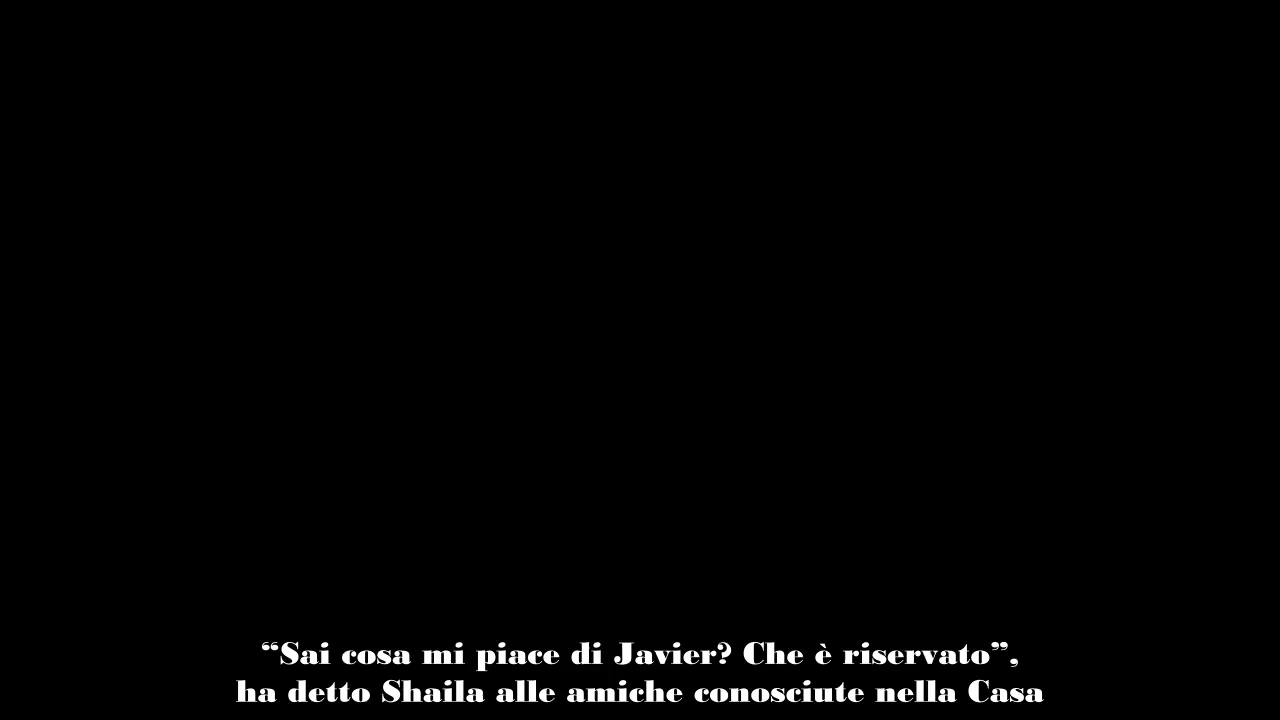 “Sai cosa mi piace di Javier? Che è riservato”,
ha detto Shaila alle amiche conosciute nella Casa